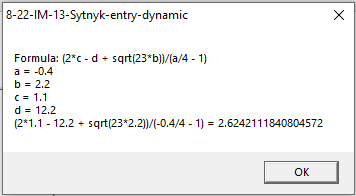 8-22-IM-13-Sytnyk-entry-dynamic
Formula: (2*c - d + sqrt(23*b))/(a/4 - 1)
a = -0.4
b = 2.2
c = 1.1
d = 12.2
(2*1.1 - 12.2 + sqrt(23*2.2))/(-0.4/4 - 1) = 2.6242111840804572
OK